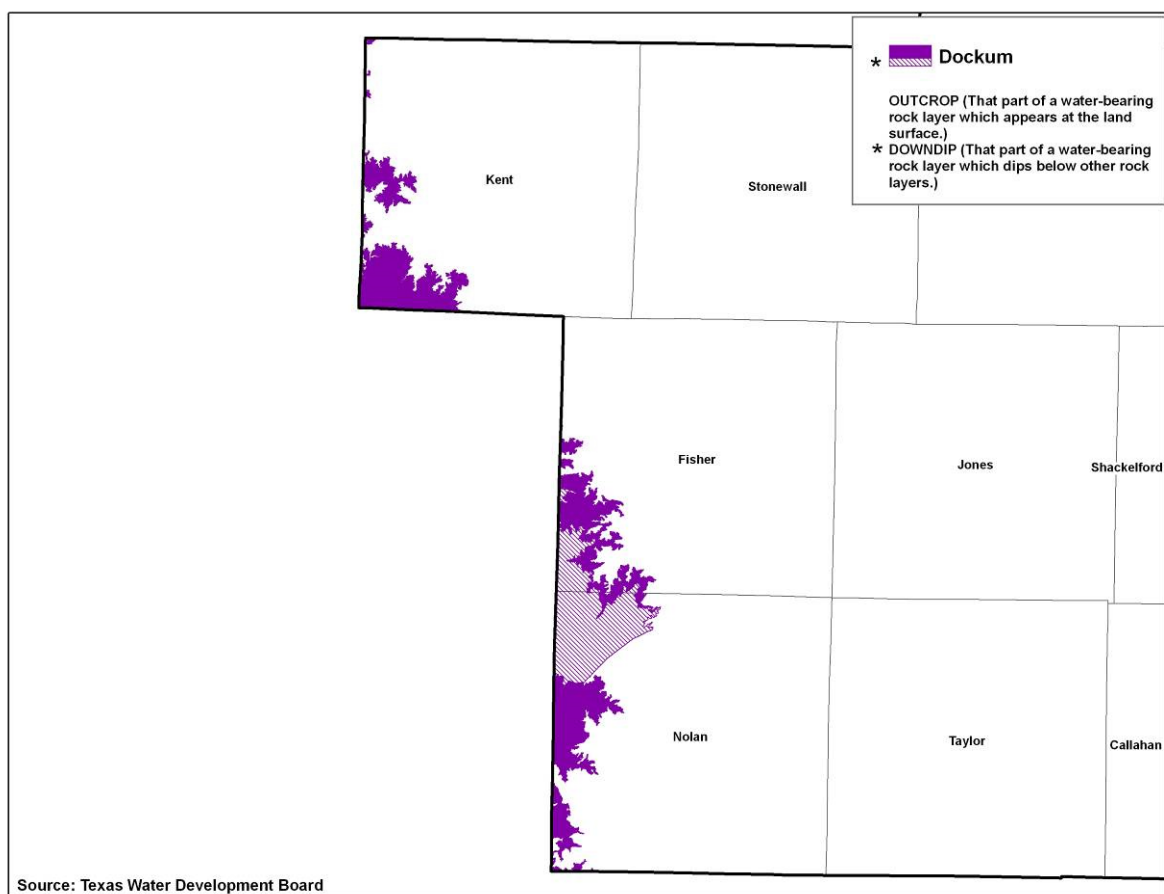 * Dockum
OUTCROP (That part of a water-bearing
rock layer which appears at the land
surface.)
* DOWNDIP (That part of a water-bearing
rock layer which dips below other rock
layers.)
Kent
Stonewall
Fisher
Jones
Shackelford
Nolan
Taylor
Callahan
Source: Texas Water Development Board